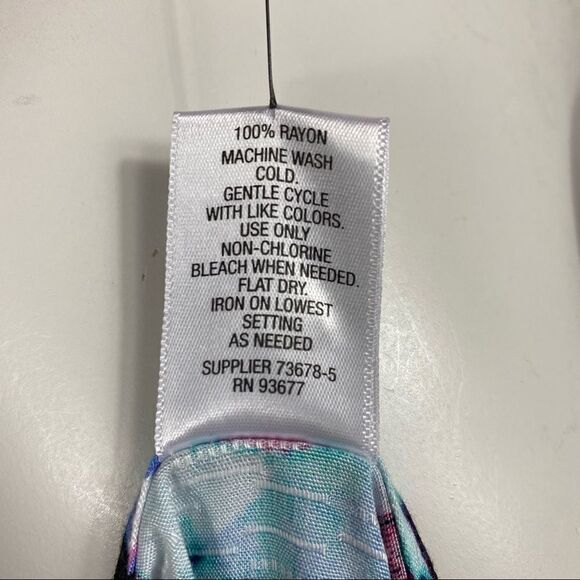 100% RAYON
MACHINE WASH
COLD.
GENTLE CYCLE
WITH LIKE COLORS.
USE ONLY
NON-CHLORINE
BLEACH WHEN NEEDED.
FLAT DRY.
IRON ON LOWEST
SETTING
AS NEEDED
SUPPLIER 73678-5
RN 93677